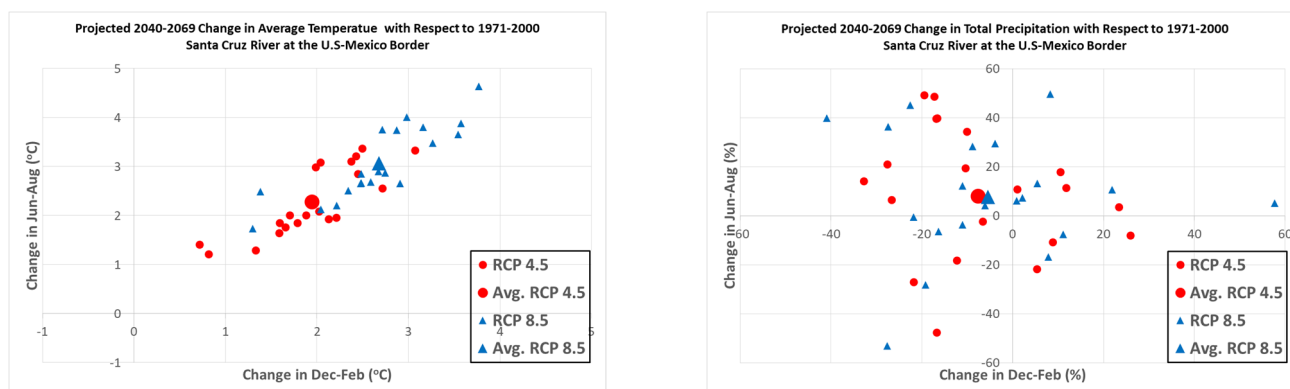 Projected 2040-2069 Change in Average Temperatue with Respect to 1971-2000
Santa Cruz River at the U.S-Mexico Border
5
4
3
2
1
0
-1
-1
0
1
2
3
4
5
Change in Jun-Aug (°C)
Change in Dec-Feb (°C)
RCP 4.5
Avg. RCP 4.5
RCP 8.5
Avg. RCP 8.5
Projected 2040-2069 Change in Total Precipitation with Respect to 1971-2000
Santa Cruz River at the U.S-Mexico Border
60
40
20
0
-20
-40
-60
-60
-40
-20
0
20
40
60
Change in Jun-Aug (%)
Change in Dec-Feb (%)
RCP 4.5
Avg. RCP 4.5
RCP 8.5
Avg. RCP 8.5